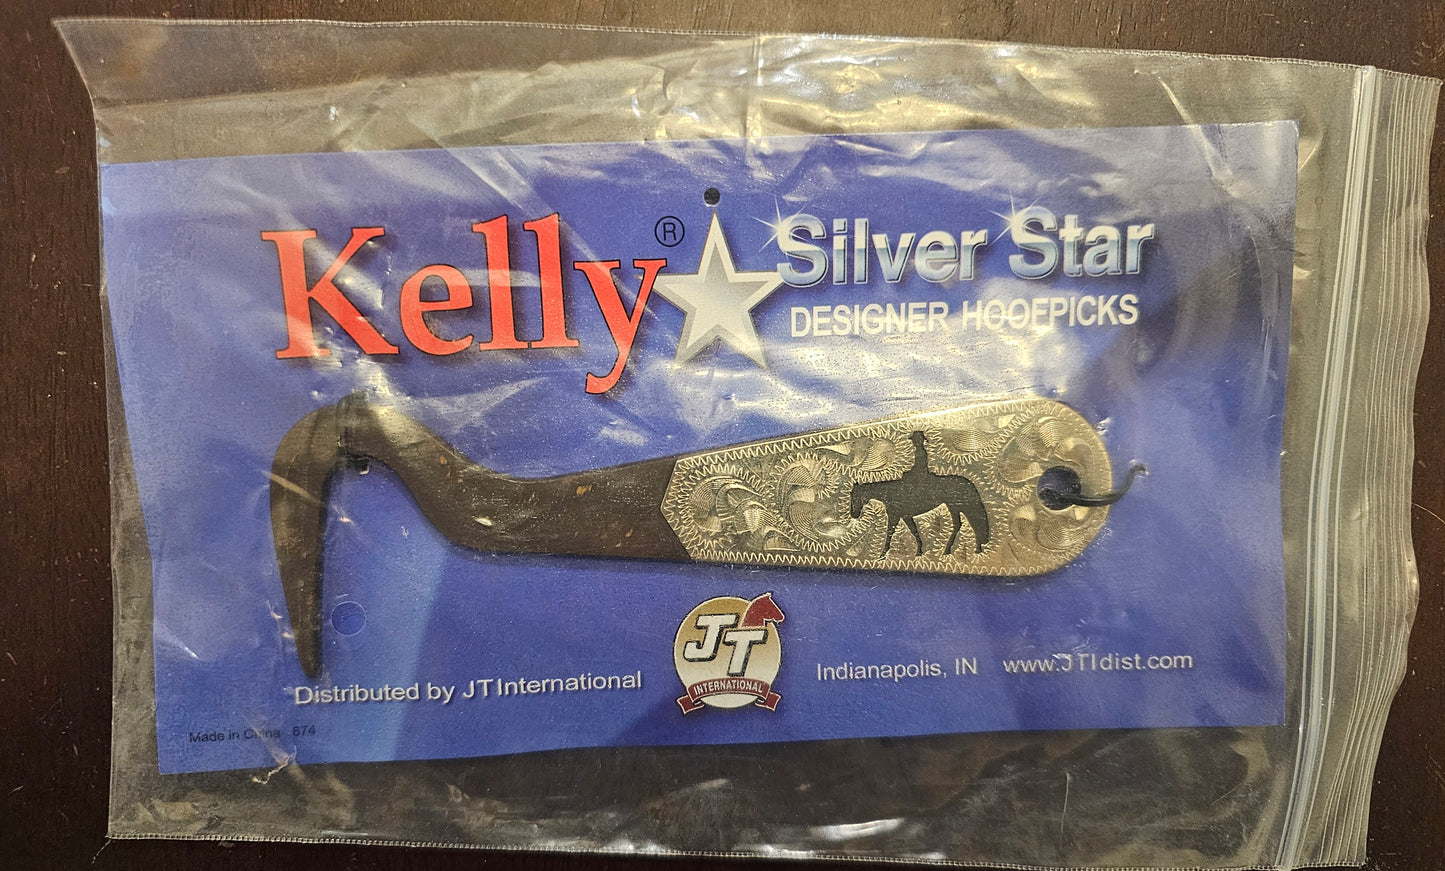 Kelly®
Silver Star
DESIGNER HOOFPICKS
Distributed by JTInternational
JT
INTERNATIONAL
Indianapolis, IN www.JTIdist.com
Made in China 874